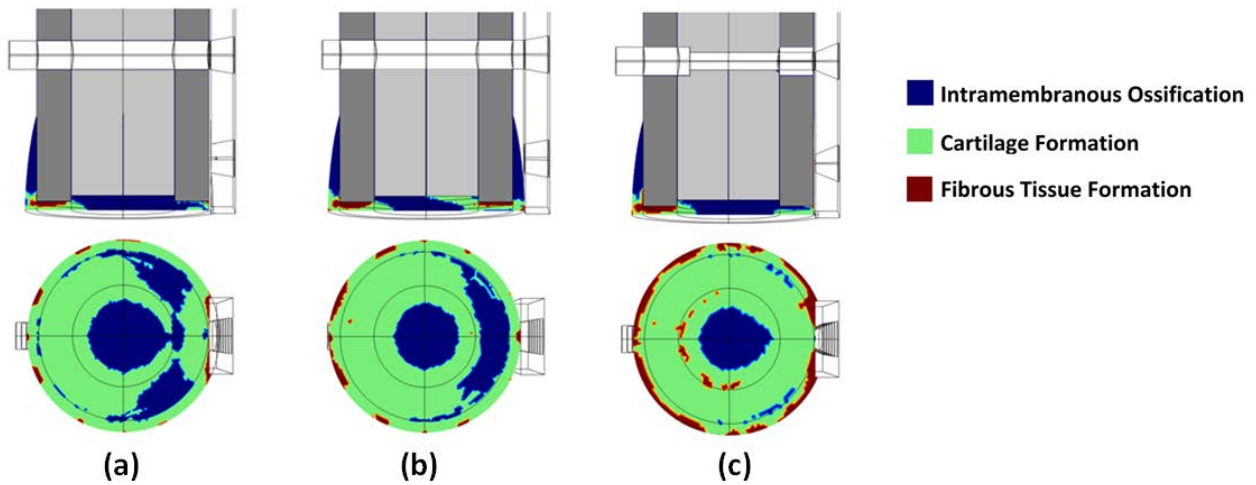 Intramembranous Ossification
Cartilage Formation
Fibrous Tissue Formation
(a)
(b)
(c)